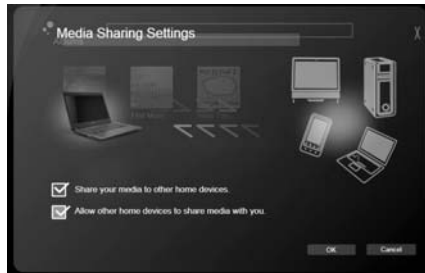 Media Sharing Settings
X
Share your media to other home devices.
Allow other home devices to share media with you.
OK
Cancel